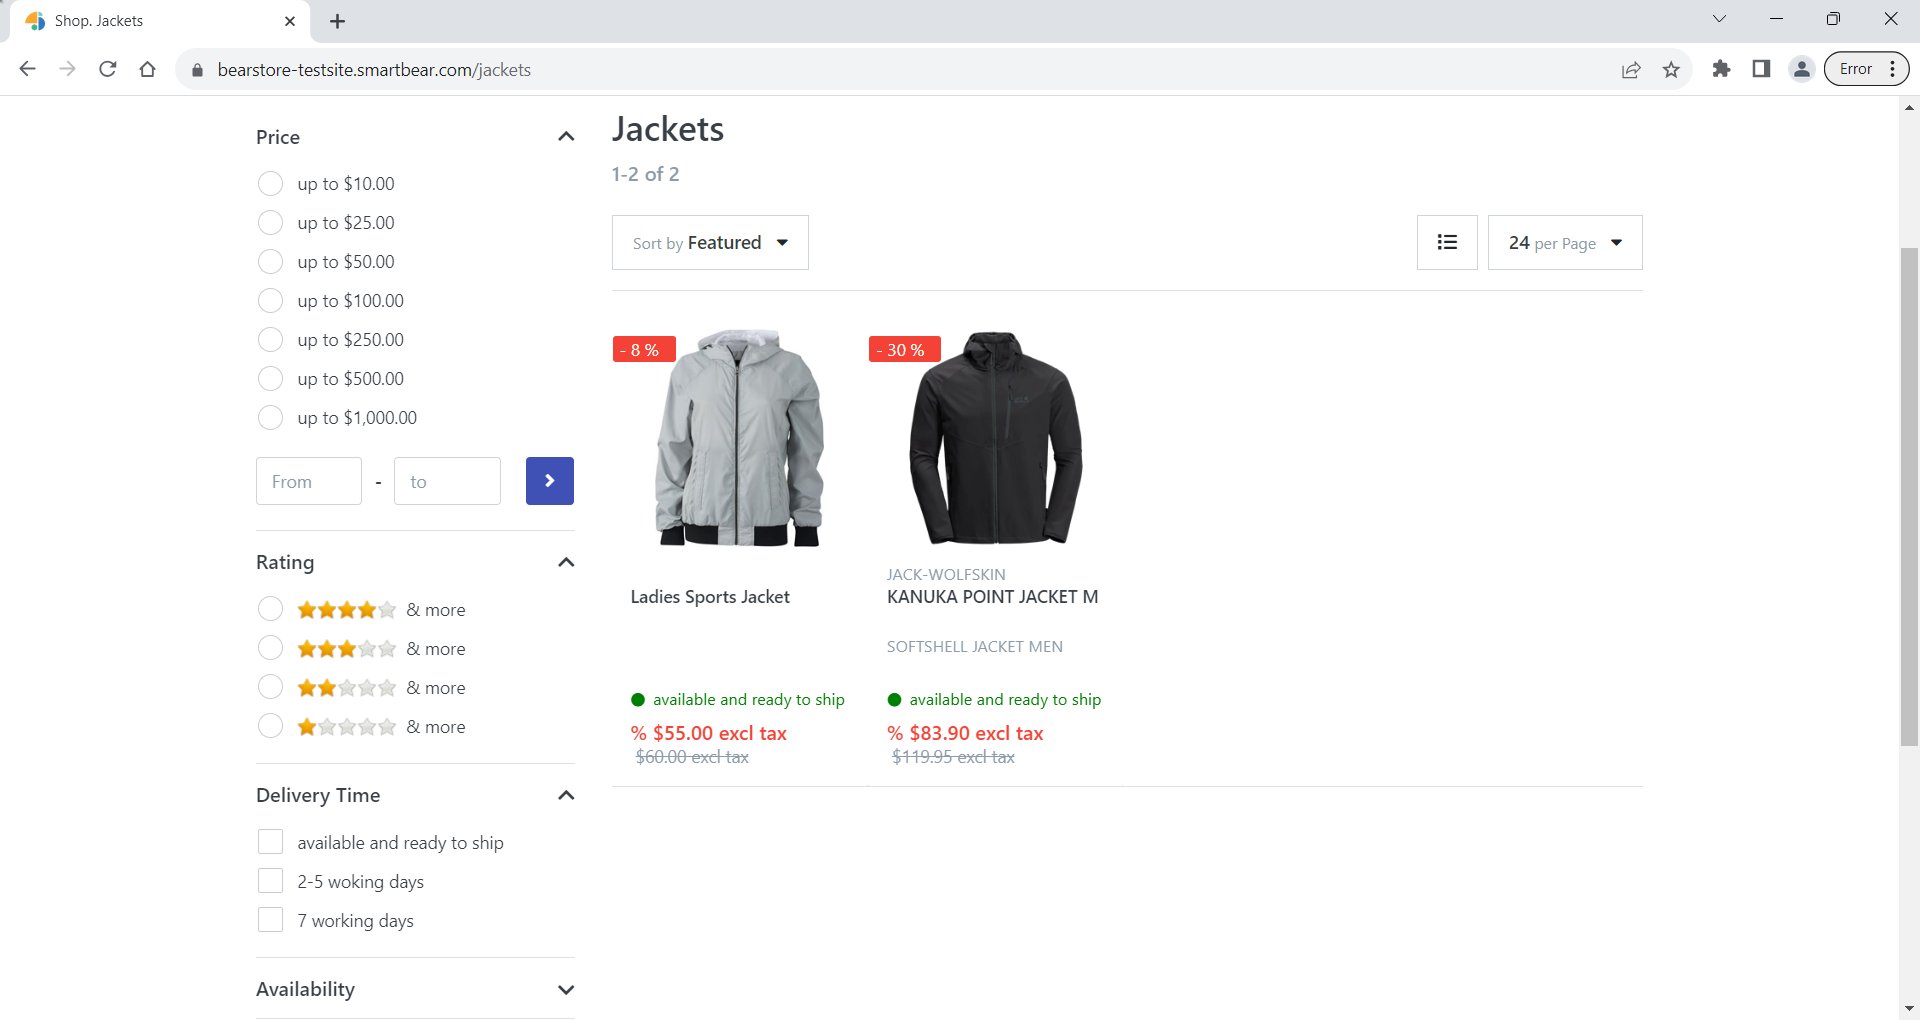 Shop. Jackets
bearstore-testsite.smartbear.com/jackets
Error
Price
up to $10.00
up to $25.00
up to $50.00
up to $100.00
up to $250.00
up to $500.00
up to $1,000.00
From - to
Rating
& more
& more
& more
& more
Delivery Time
available and ready to ship
2-5 woking days
7 working days
Availability
Jackets
1-2 of 2
Sort by Featured
24 per Page
- 8 %
Ladies Sports Jacket
available and ready to ship
% $55.00 excl tax
$60.00 excl tax
- 30 %
JACK-WOLFSKIN
KANUKA POINT JACKET M
SOFTSHELL JACKET MEN
available and ready to ship
% $83.90 excl tax
$119.95 excl tax